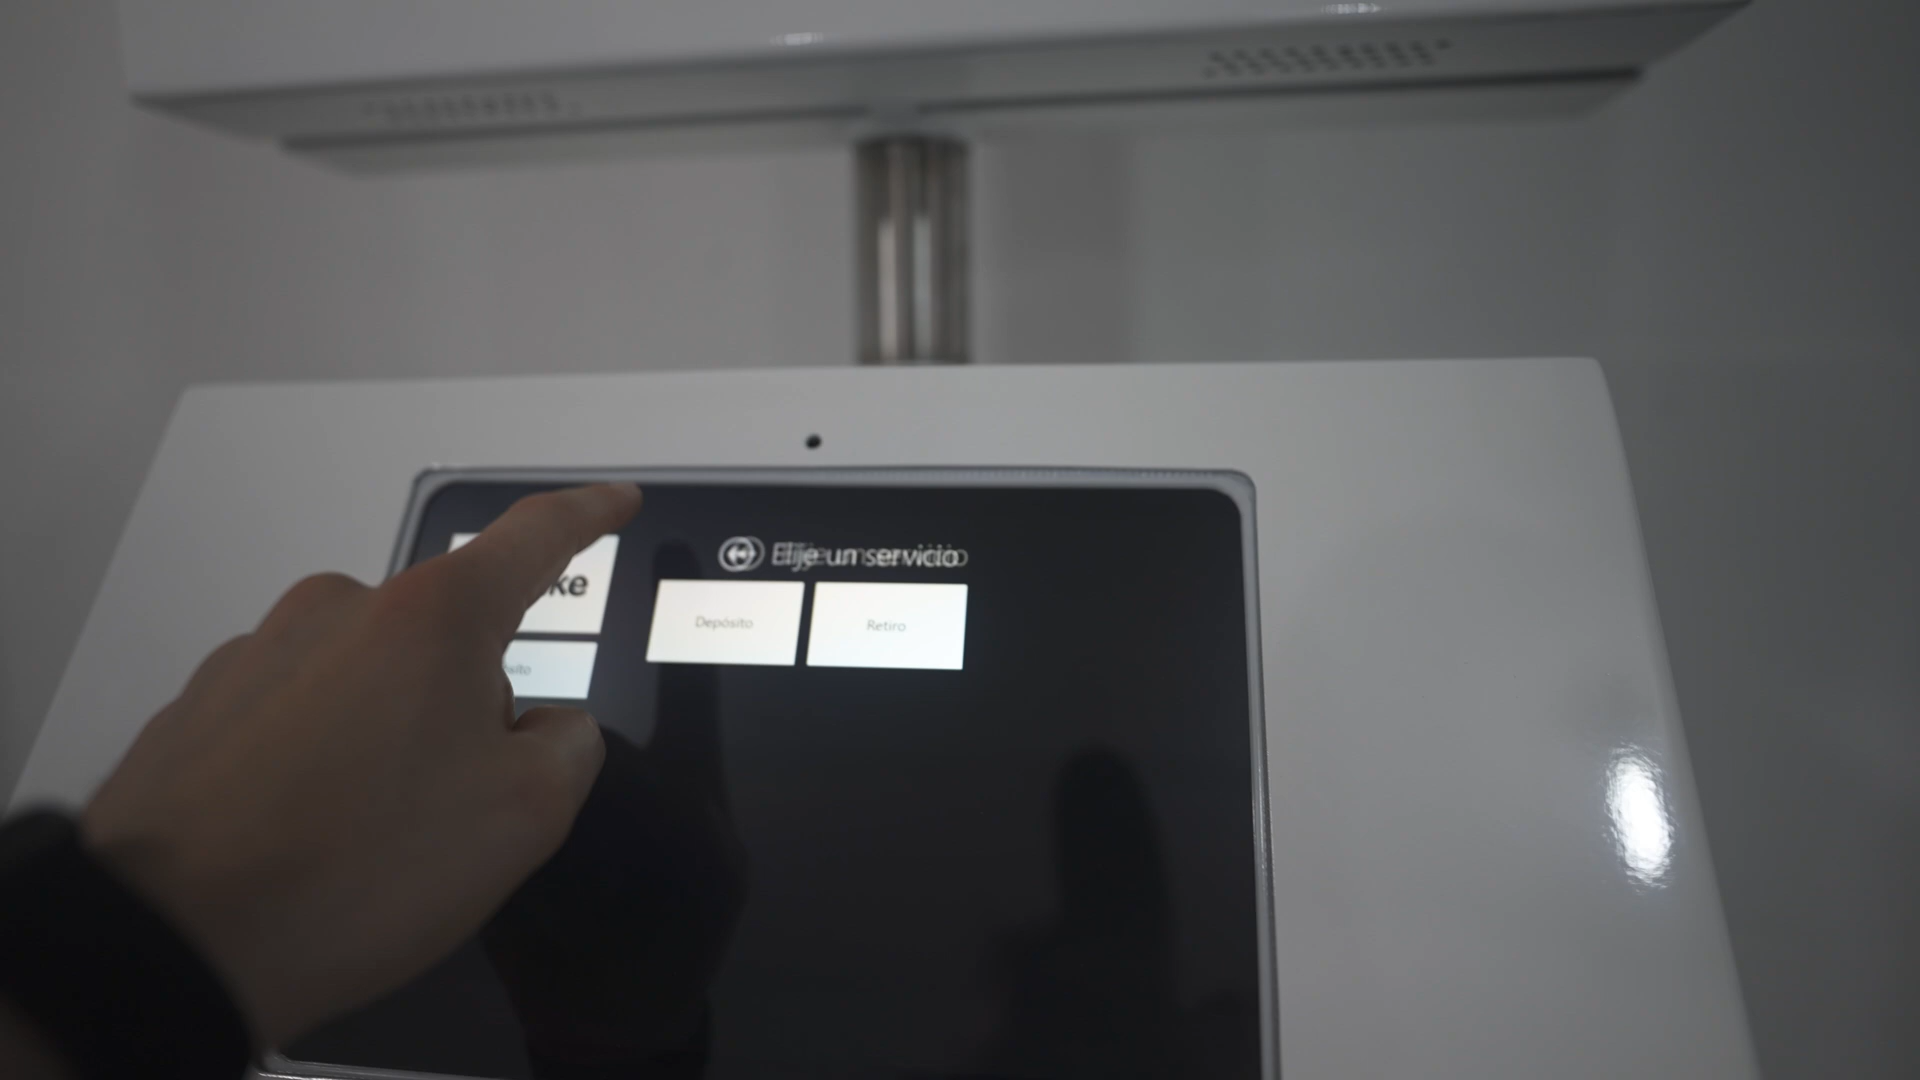 Elije un servicio
Depósito
Retiro